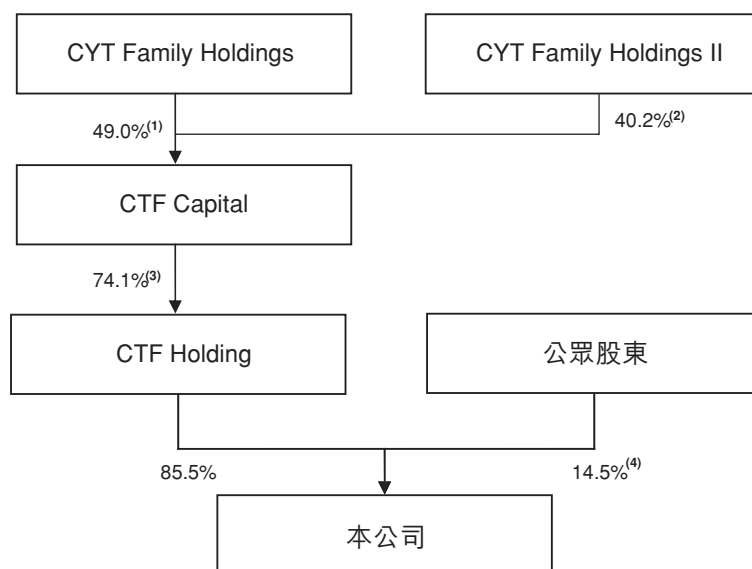 CYT Family Holdings
CYT Family Holdings II
49.0%(1)
40.2%(2)
CTF Capital
74.1%(3)
CTF Holding
公眾股東
85.5%
14.5%(4)
本公司